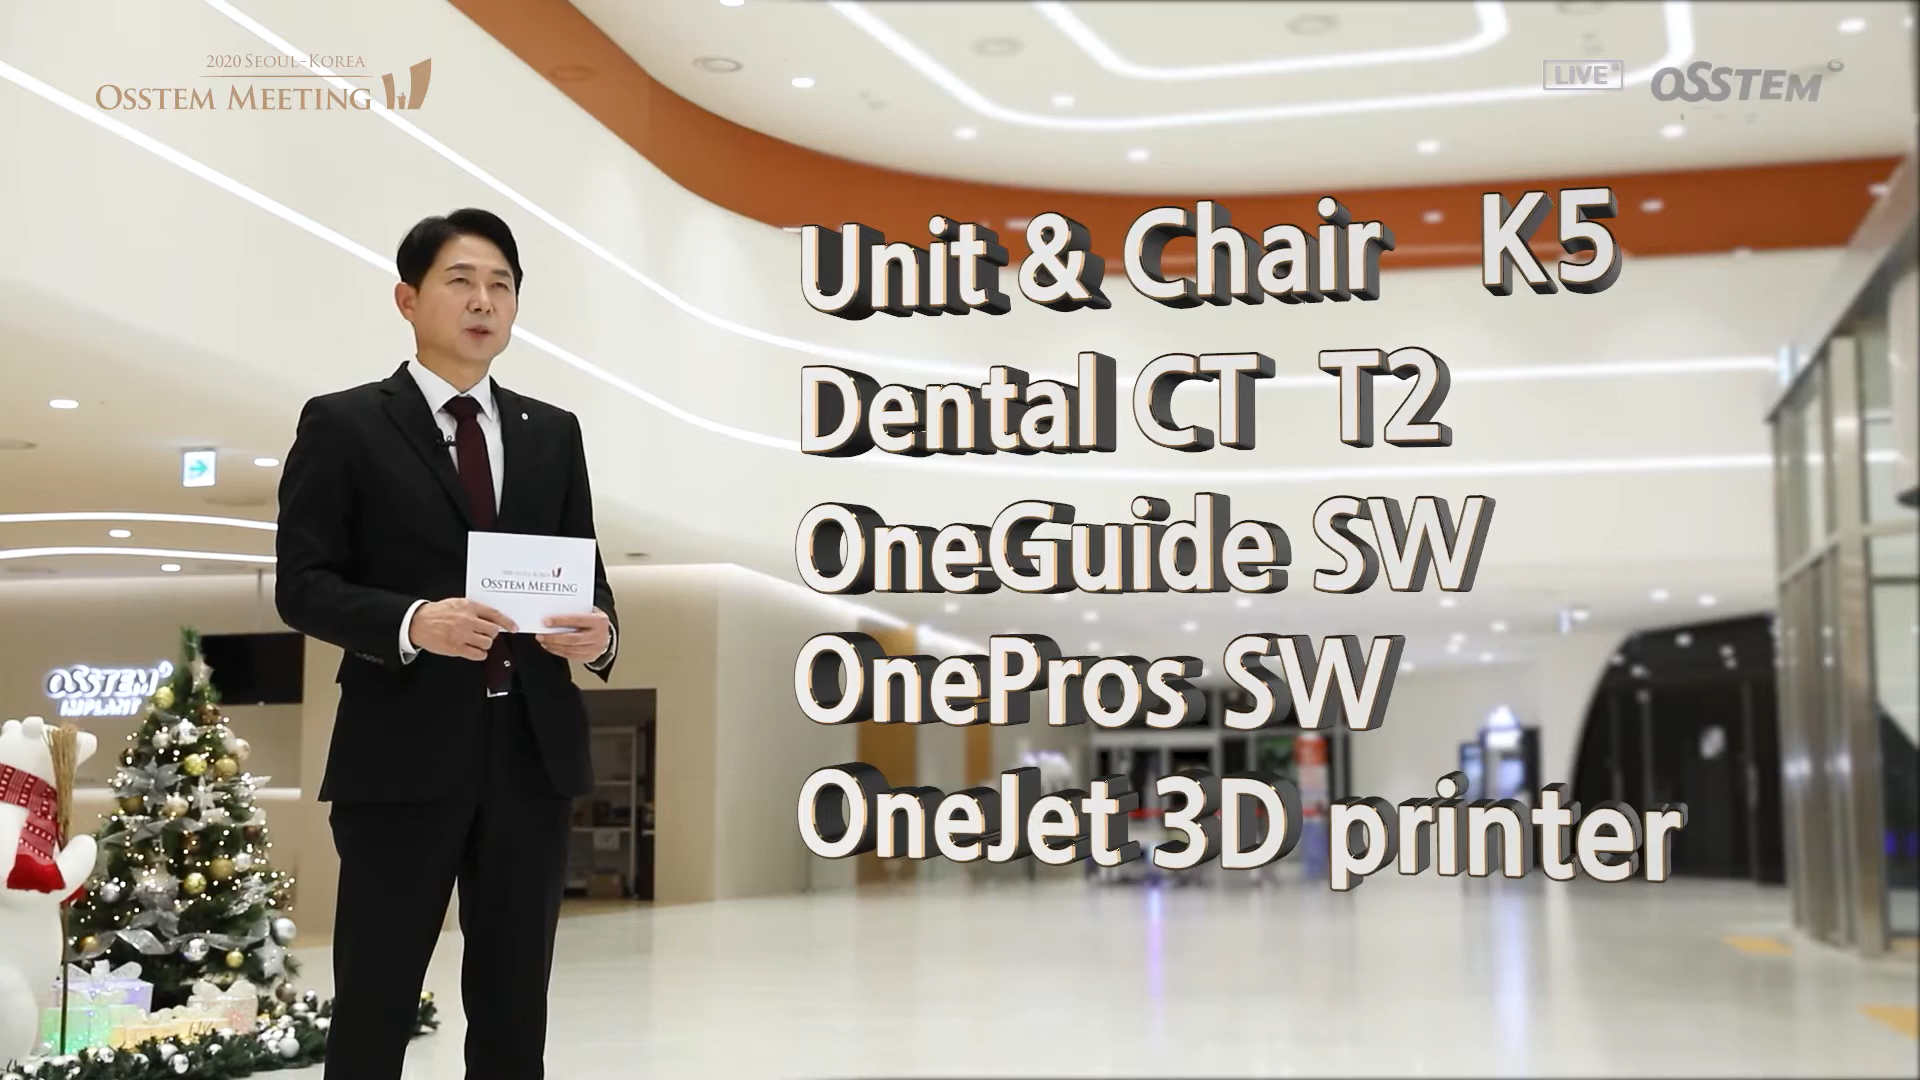 2020 SEOUL-KOREA
OSSTEM MEETING
LIVE
OSSTEM
Unit & Chair K5
Dental CT T2
OneGuide SW
OnePros SW
OneJet 3D printer
OSSTEM MEETING
OSSTEM
IMPLANT